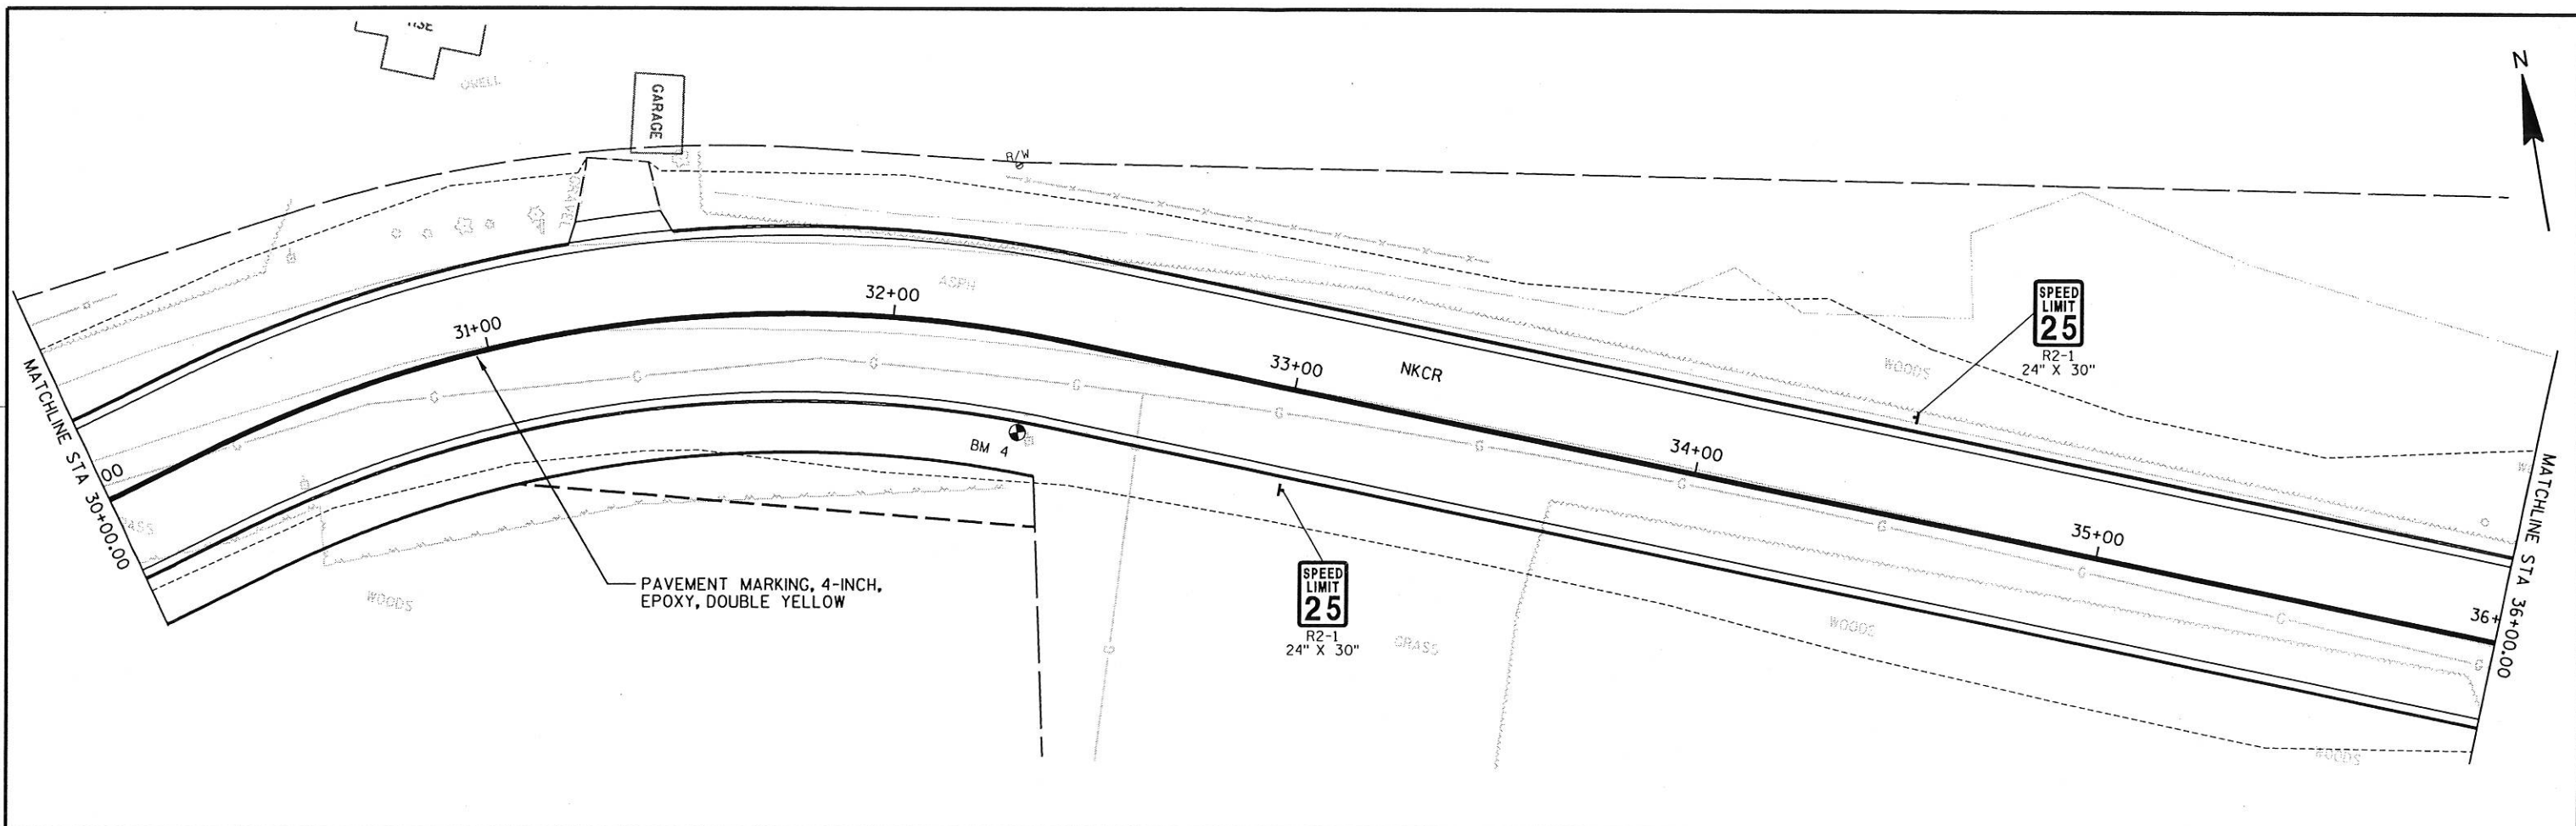 HSE
GARAGE
GRAVEL
R/W
N
ASPH
32+00
31+00
SPEED
LIMIT
25
R2-1
24" X 30"
WOODS
33+00
NKCR
MATCHLINE STA 30+00.00
00
G
G
G
G
G
G
G
G
G
G
G
G
G
BM 4
34+00
35+00
MATCHLINE STA 36+00.00
36+
PAVEMENT MARKING, 4-INCH,
EPOXY, DOUBLE YELLOW
WOODS
SPEED
LIMIT
25
R2-1
24" X 30"
GRASS
WOODS
WOODS